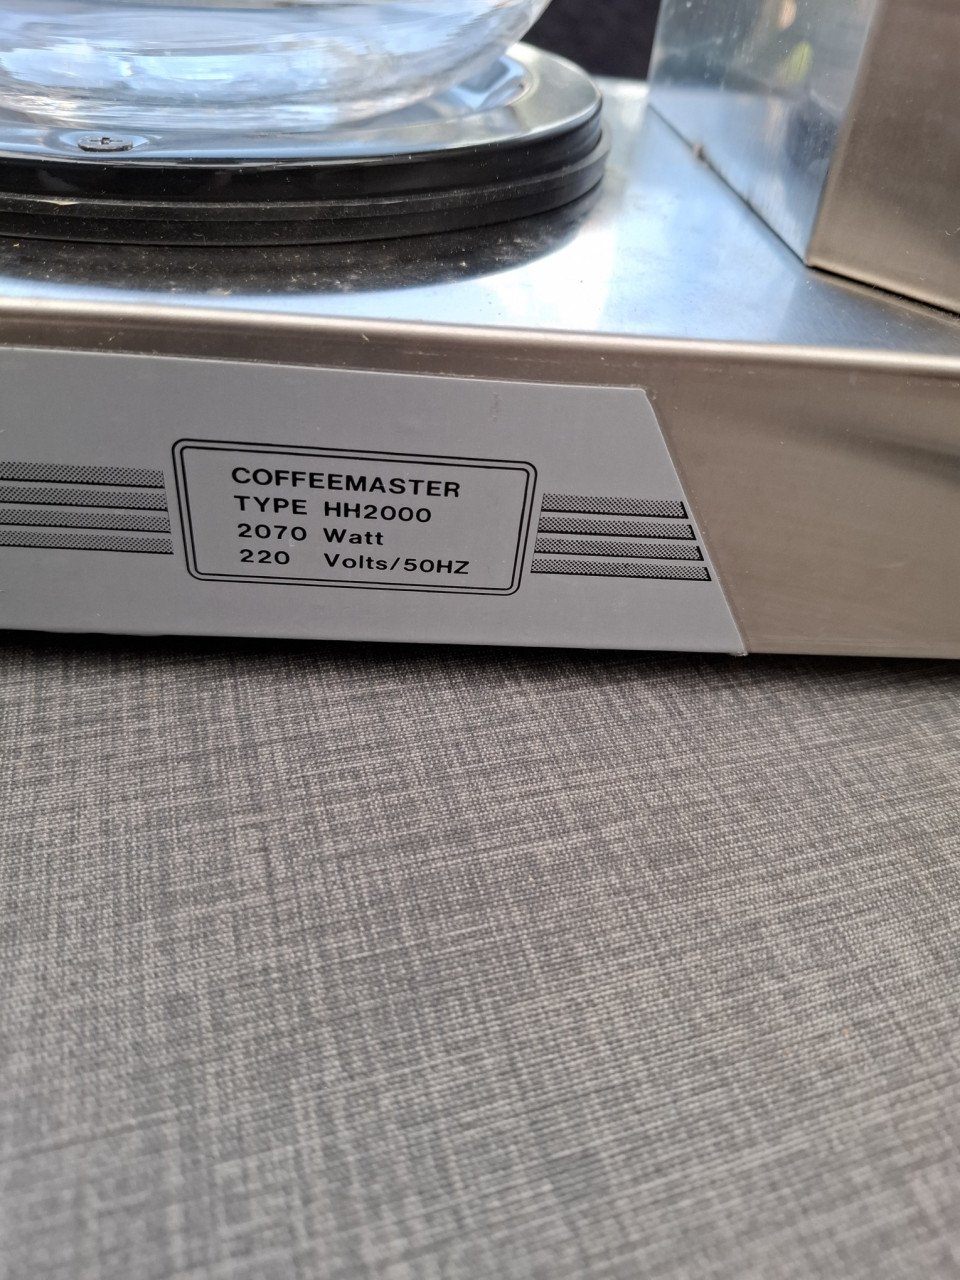 COFFEEMASTER
TYPE HH2000
2070 Watt
220 Volts/50HZ